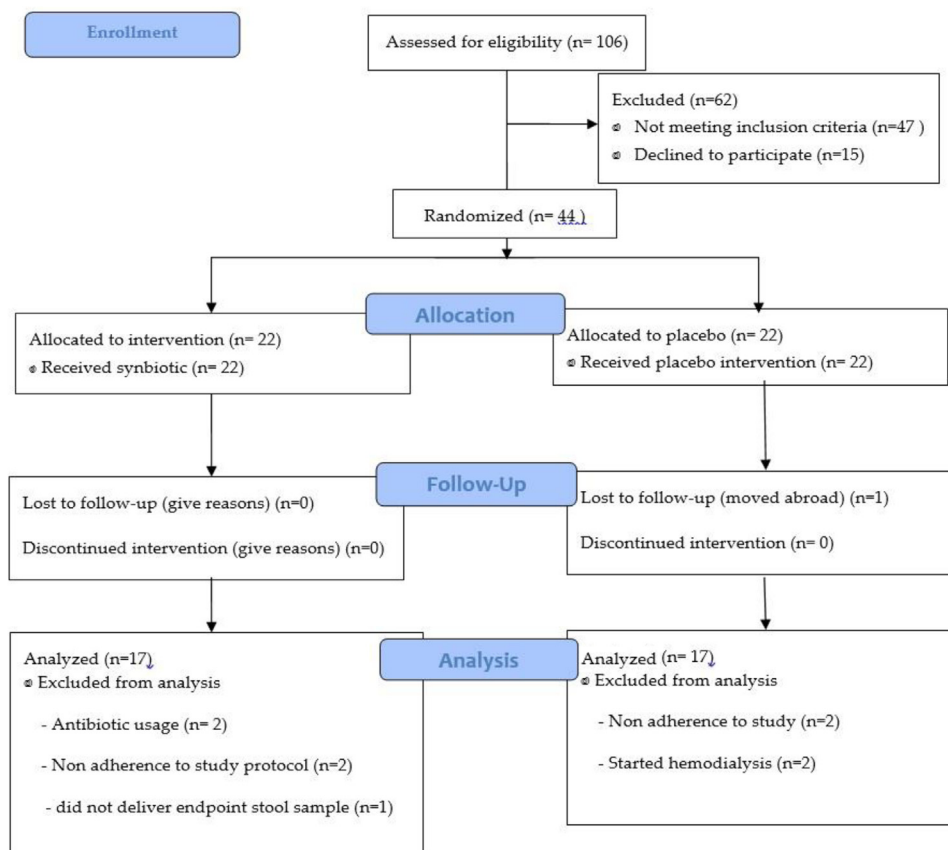 Enrollment
Assessed for eligibility (n= 106)
Excluded (n=62)
Not meeting inclusion criteria (n=47 )
Declined to participate (n=15)
Randomized (n= 44 )
Allocation
Allocated to intervention (n= 22)
Received synbiotic (n= 22)
Allocated to placebo (n= 22)
Received placebo intervention (n= 22)
Follow-Up
Lost to follow-up (give reasons) (n=0)
Discontinued intervention (give reasons) (n=0)
Lost to follow-up (moved abroad) (n=1)
Discontinued intervention (n= 0)
Analysis
Analyzed (n=17)
Excluded from analysis
- Antibiotic usage (n= 2)
- Non adherence to study protocol (n=2)
- did not deliver endpoint stool sample (n=1)
Analyzed (n= 17)
Excluded from analysis
- Non adherence to study (n=2)
- Started hemodialysis (n=2)